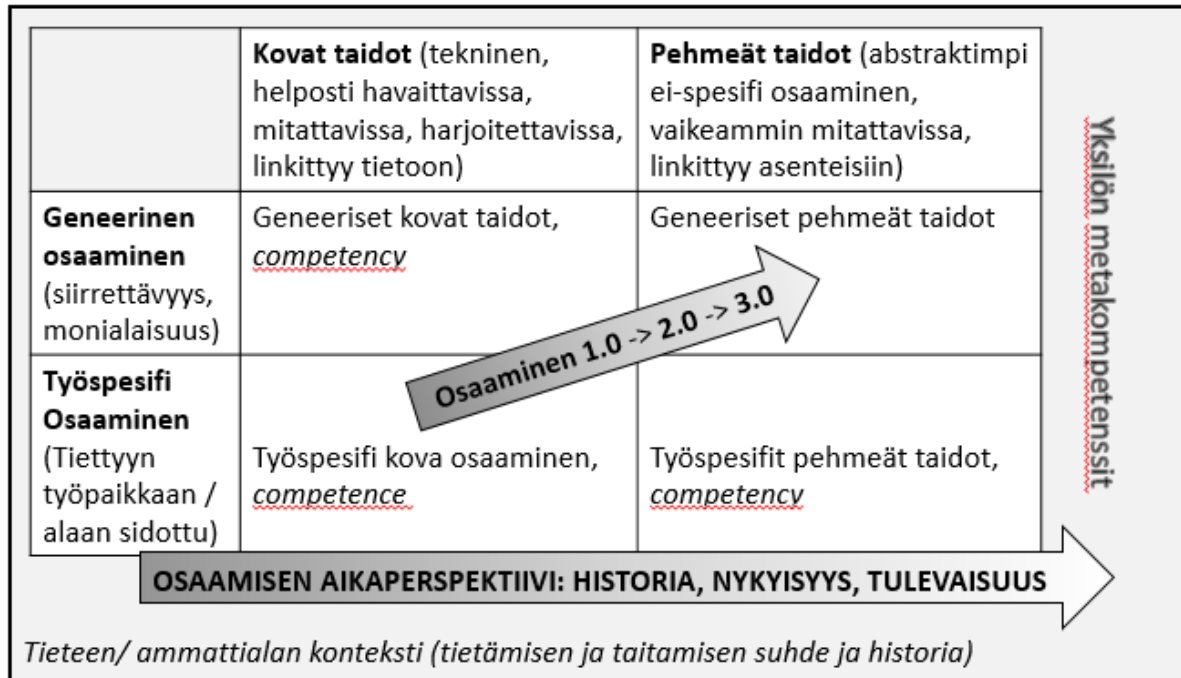 Kovat taidot (tekninen,
helposti havaittavissa,
mitattavissa, harjoitettavissa,
linkittyy tietoon)
Pehmeät taidot (abstraktimpi
ei-spesifi osaaminen,
vaikeammin mitattavissa,
linkittyy asenteisiin)
Geneerinen
osaaminen
(siirrettävyys,
monialaisuus)
Geneeriset kovat taidot,
competency
Geneeriset pehmeät taidot
Osaaminen 1.0 -> 2.0 -> 3.0
Työspesifi
Osaaminen
(Tiettyyn
työpaikkaan /
alaan sidottu)
Työspesifi kova osaaminen,
competence
Työspesifit pehmeät taidot,
competency
Yksilön metakompetenssit
OSAAMISEN AIKAPERSPEKTIIVI: HISTORIA, NYKYISYYS, TULEVAISUUS
Tieteen/ ammattialan konteksti (tietämisen ja taitamisen suhde ja historia)